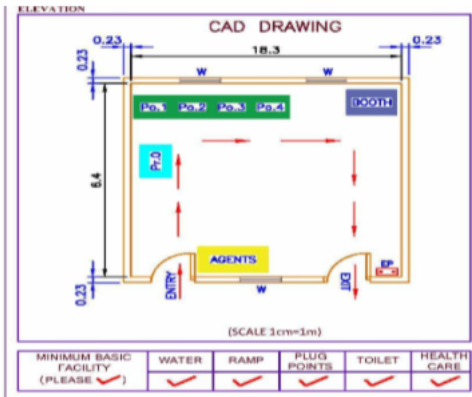 ELEVATION
CAD DRAWING
0.23 18.3 0.23
0.23
W W
Po.1 Po.2 Po.3 Po.4 BOOTH
Pr.O
6.4
AGENTS
EP
ENTRY EXIT
0.23
W
(SCALE 1cm=1m)
MINIMUM BASIC FACILITY (PLEASE ✓)
WATER
RAMP
PLUG POINTS
TOILET
HEALTH CARE